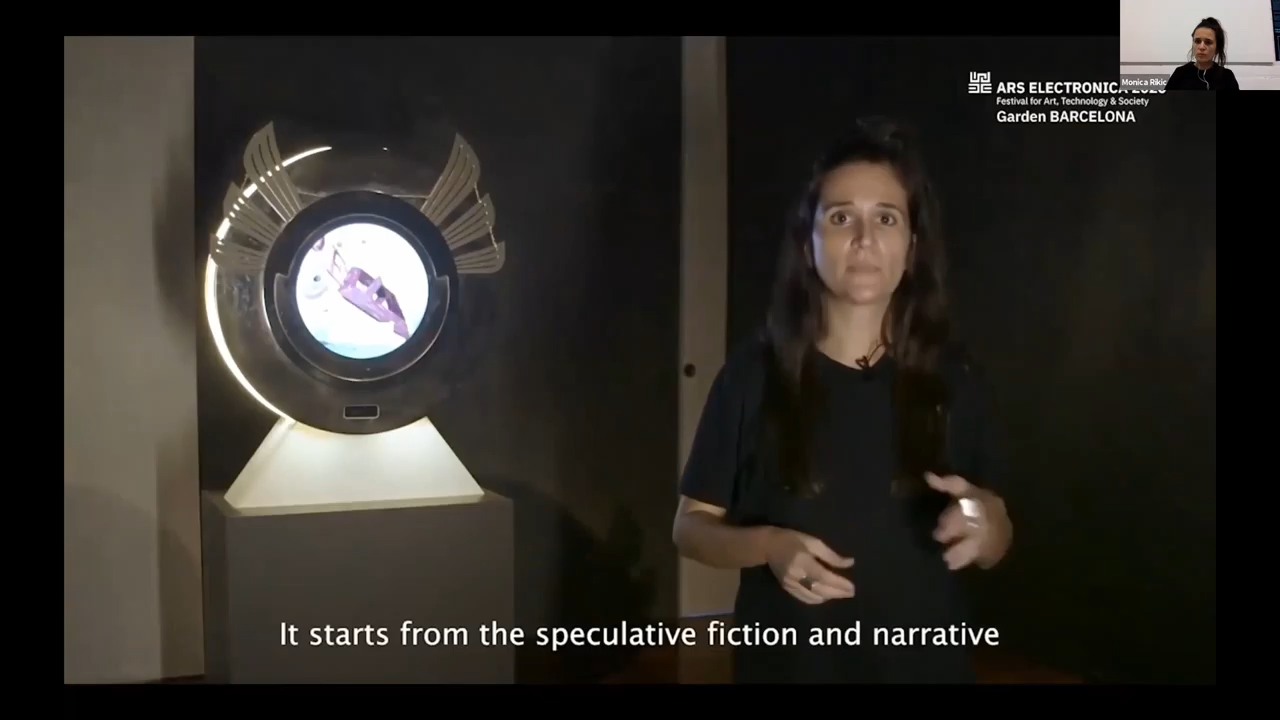 ARS ELECTRONICA
Festival for Art, Technology & Society
Garden BARCELONA
Monica Rikic
It starts from the speculative fiction and narrative